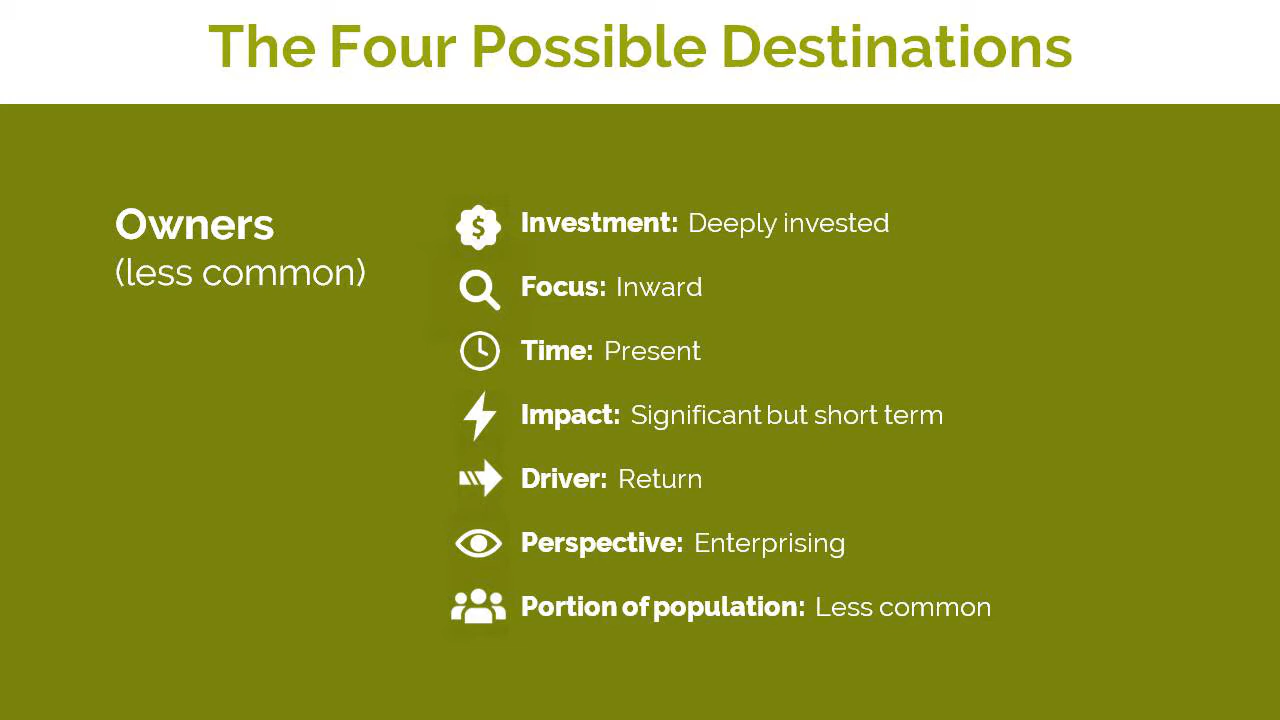 The Four Possible Destinations
Owners
(less common)
Investment: Deeply invested
Focus: Inward
Time: Present
Impact: Significant but short term
Driver: Return
Perspective: Enterprising
Portion of population: Less common